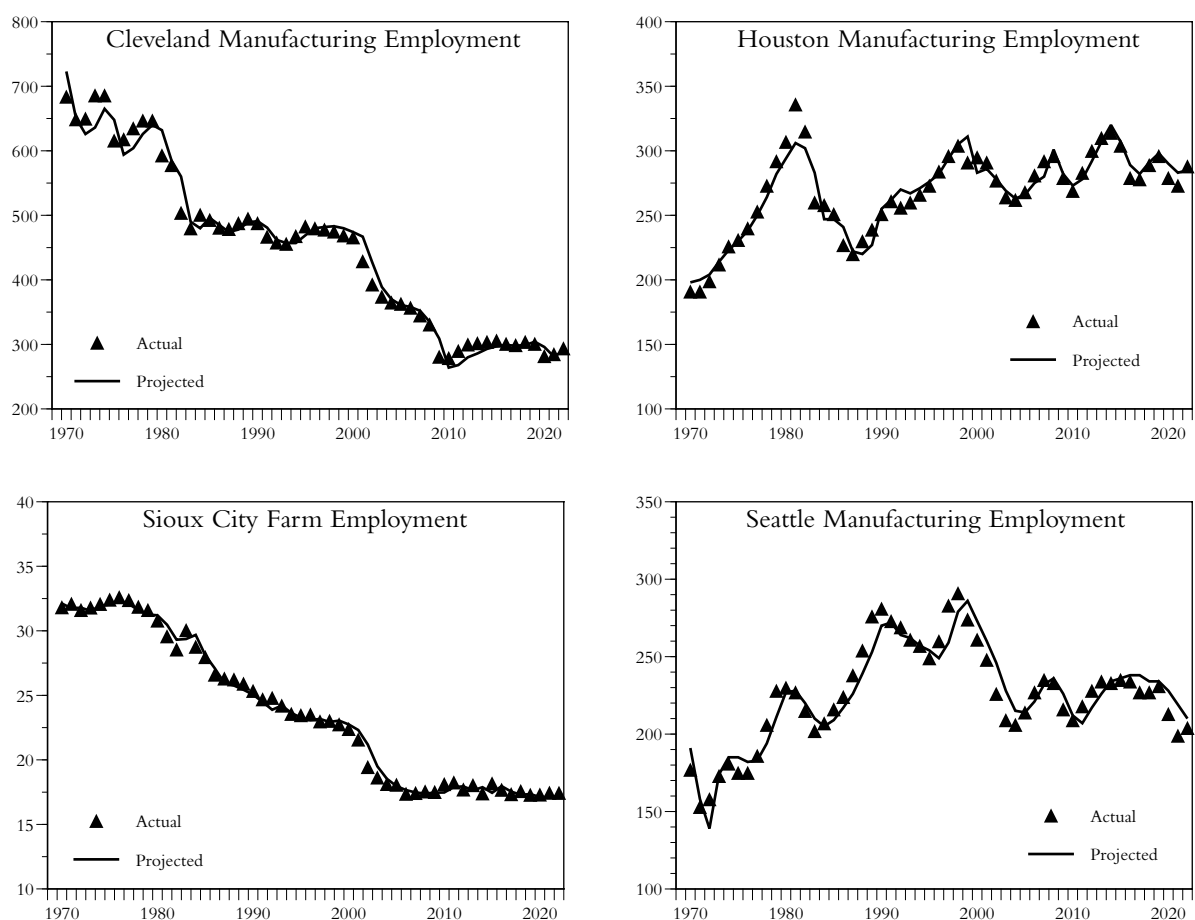 Cleveland Manufacturing Employment
800
700
600
500
400
300
200
Actual
Projected
1970 1980 1990 2000 2010 2020
Houston Manufacturing Employment
400
350
300
250
200
150
100
Actual
Projected
1970 1980 1990 2000 2010 2020
Sioux City Farm Employment
40
35
30
25
20
15
10
Actual
Projected
1970 1980 1990 2000 2010 2020
Seattle Manufacturing Employment
350
300
250
200
150
100
Actual
Projected
1970 1980 1990 2000 2010 2020